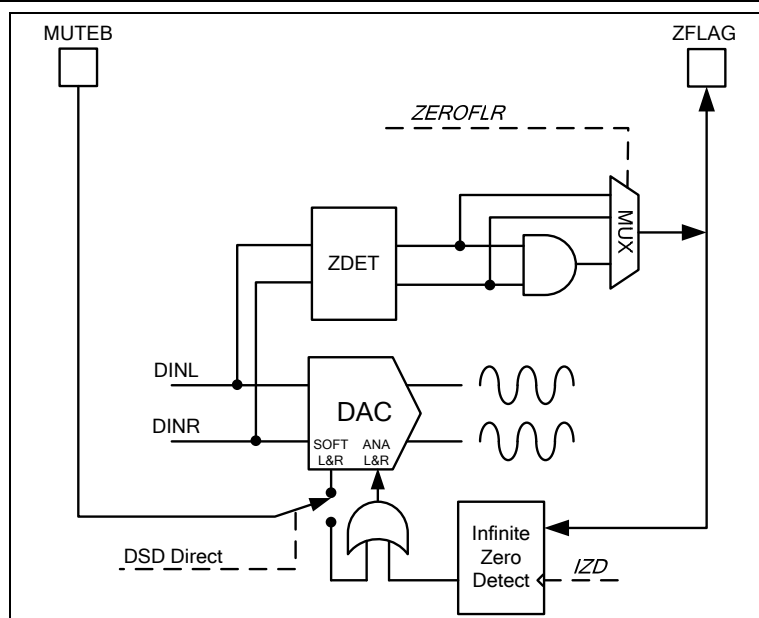 MUTEB
ZFLAG
ZEROFLR
MUX
ZDET
DINL
DAC
DINR
SOFT
L&R
ANA
L&R
Infinite
Zero
Detect
DSD Direct
IZD